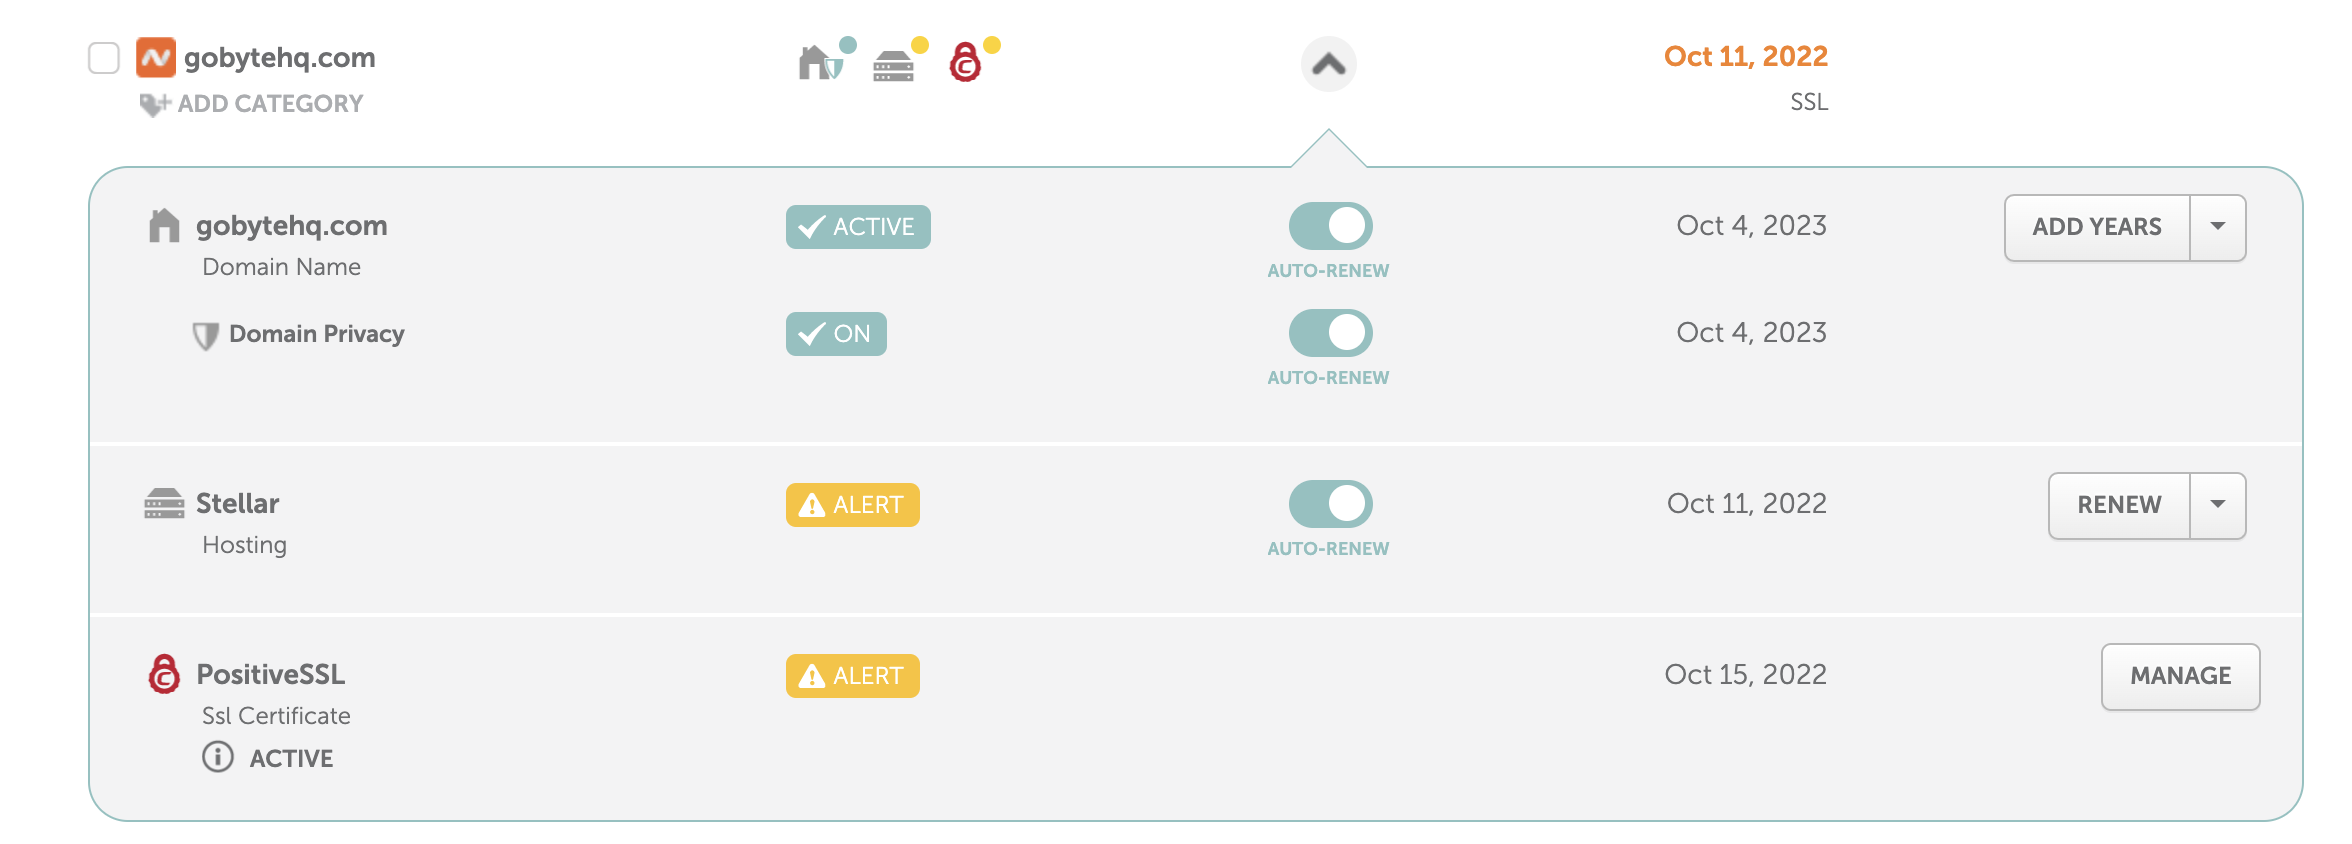 gobytehq.com
Oct 11, 2022
ADD CATEGORY
SSL
gobytehq.com
ACTIVE
Oct 4, 2023
ADD YEARS
Domain Name
AUTO-RENEW
Domain Privacy
ON
Oct 4, 2023
AUTO-RENEW
Stellar
ALERT
Oct 11, 2022
RENEW
Hosting
AUTO-RENEW
PositiveSSL
ALERT
Oct 15, 2022
MANAGE
Ssl Certificate
ACTIVE